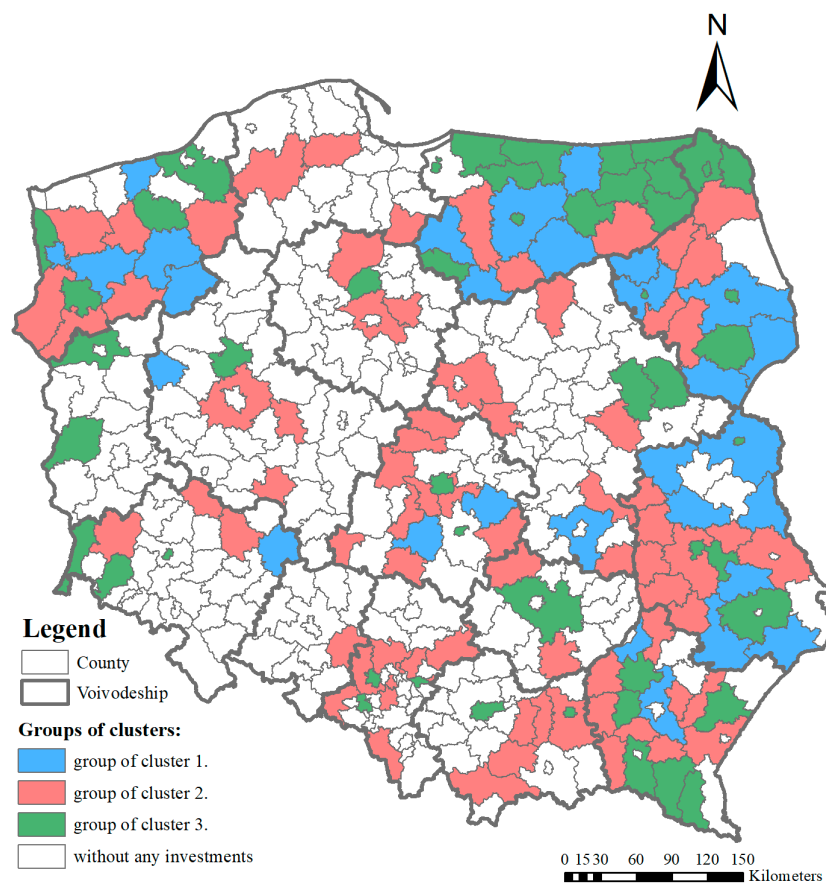 N
Legend
County
Voivodeship
Groups of clusters:
group of cluster 1.
group of cluster 2.
group of cluster 3.
without any investments
0 15 30 60 90 120 150
Kilometers